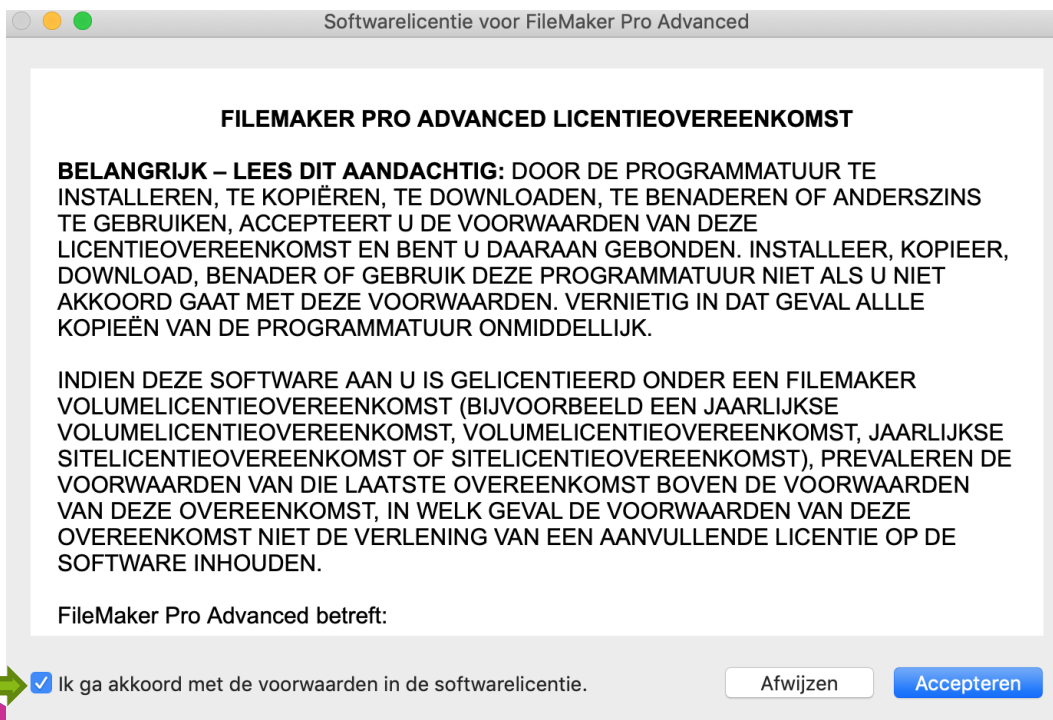 Softwarelicentie voor FileMaker Pro Advanced
FILEMAKER PRO ADVANCED LICENTIEOVEREENKOMST
BELANGRIJK – LEES DIT AANDACHTIG: DOOR DE PROGRAMMATUUR TE
INSTALLEREN, TE KOPIËREN, TE DOWNLOADEN, TE BENADEREN OF ANDERSZINS
TE GEBRUIKEN, ACCEPTEERT U DE VOORWAARDEN VAN DEZE
LICENTIEOVEREENKOMST EN BENT U DAARAAN GEBONDEN. INSTALLEER, KOPIEER,
DOWNLOAD, BENADER OF GEBRUIK DEZE PROGRAMMATUUR NIET ALS U NIET
AKKOORD GAAT MET DEZE VOORWAARDEN. VERNIETIG IN DAT GEVAL ALLLE
KOPIEËN VAN DE PROGRAMMATUUR ONMIDDELLIJK.
INDIEN DEZE SOFTWARE AAN U IS GELICENTIEERD ONDER EEN FILEMAKER
VOLUMELICENTIEOVEREENKOMST (BIJVOORBEELD EEN JAARLIJKSE
VOLUMELICENTIEOVEREENKOMST, VOLUMELICENTIEOVEREENKOMST, JAARLIJKSE
SITELICENTIEOVEREENKOMST OF SITELICENTIEOVEREENKOMST), PREVALEREN DE
VOORWAARDEN VAN DIE LAATSTE OVEREENKOMST BOVEN DE VOORWAARDEN
VAN DEZE OVEREENKOMST, IN WELK GEVAL DE VOORWAARDEN VAN DEZE
OVEREENKOMST NIET DE VERLENING VAN EEN AANVULLENDE LICENTIE OP DE
SOFTWARE INHOUDEN.
FileMaker Pro Advanced betreft:
Ik ga akkoord met de voorwaarden in de softwarelicentie.
Afwijzen
Accepteren